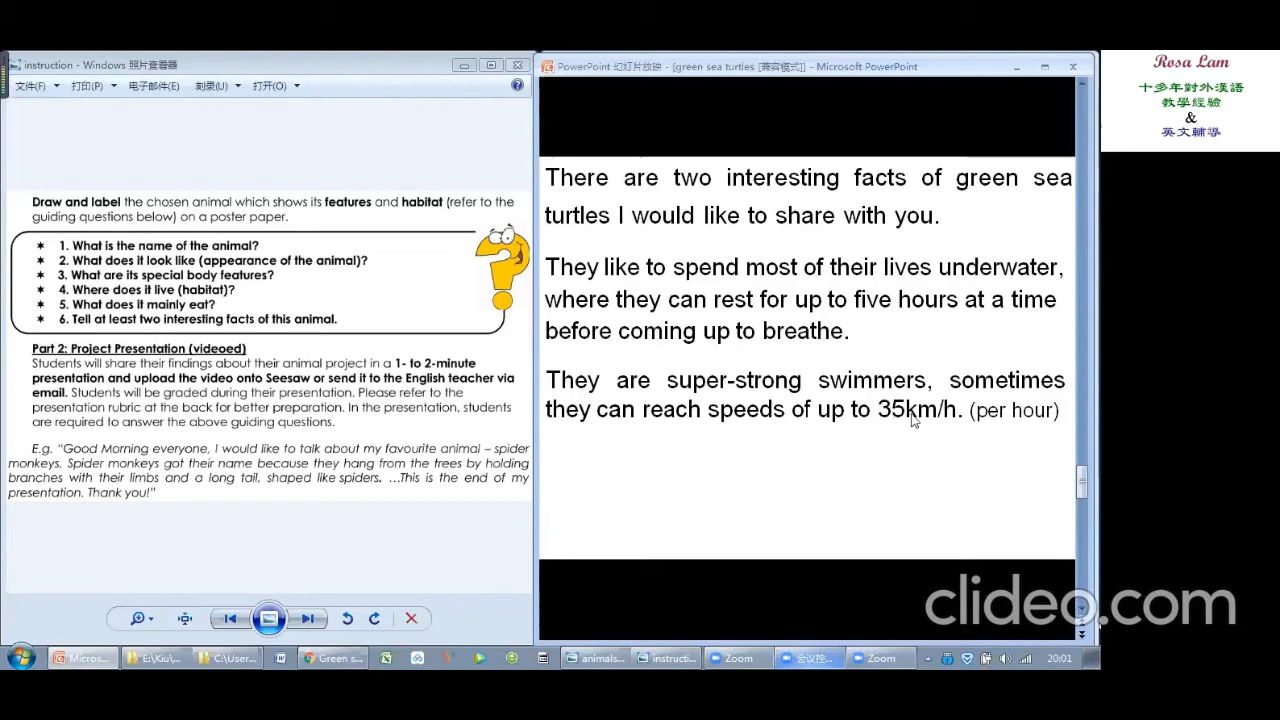 instruction - Windows 照片查看器
文件(F) 打印(P) 电子邮件(E) 刻录(U) 打开(O)
Draw and label the chosen animal which shows its features and habitat (refer to the
guiding questions below) on a poster paper.
✶ 1. What is the name of the animal?
✶ 2. What does it look like (appearance of the animal)?
✶ 3. What are its special body features?
✶ 4. Where does it live (habitat)?
✶ 5. What does it mainly eat?
✶ 6. Tell at least two interesting facts of this animal.
Part 2: Project Presentation (videoed)
Students will share their findings about their animal project in a 1- to 2-minute
presentation and upload the video onto Seesaw or send it to the English teacher via
email. Students will be graded during their presentation. Please refer to the
presentation rubric at the back for better preparation. In the presentation, students
are required to answer the above guiding questions.
E.g. "Good Morning everyone, I would like to talk about my favourite animal – spider
monkeys. Spider monkeys got their name because they hang from the trees by holding
branches with their limbs and a long tail, shaped like spiders. …This is the end of my
presentation. Thank you!"
PowerPoint 幻灯片放映 - [green sea turtles [兼容模式]] - Microsoft PowerPoint
There are two interesting facts of green sea
turtles I would like to share with you.
They like to spend most of their lives underwater,
where they can rest for up to five hours at a time
before coming up to breathe.
They are super-strong swimmers, sometimes
they can reach speeds of up to 35km/h. (per hour)
Rosa Lam
十多年對外漢語
教學經驗
&
英文輔導
clideo.com
Micros... E:\Kiu\... C:\User... Green s... animals... instructi... Zoom 会议控... Zoom 20:01